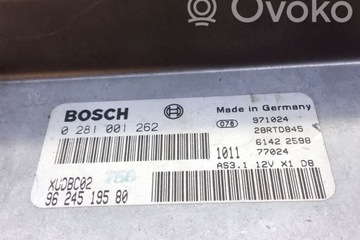 Ovoko
BOSCH
Made in Germany
0 281 001 262
078
971024
28RTD845
6142 2598
1011
77024
AS3.1 12V X1 D8
XUDBC02
96 245 195 80